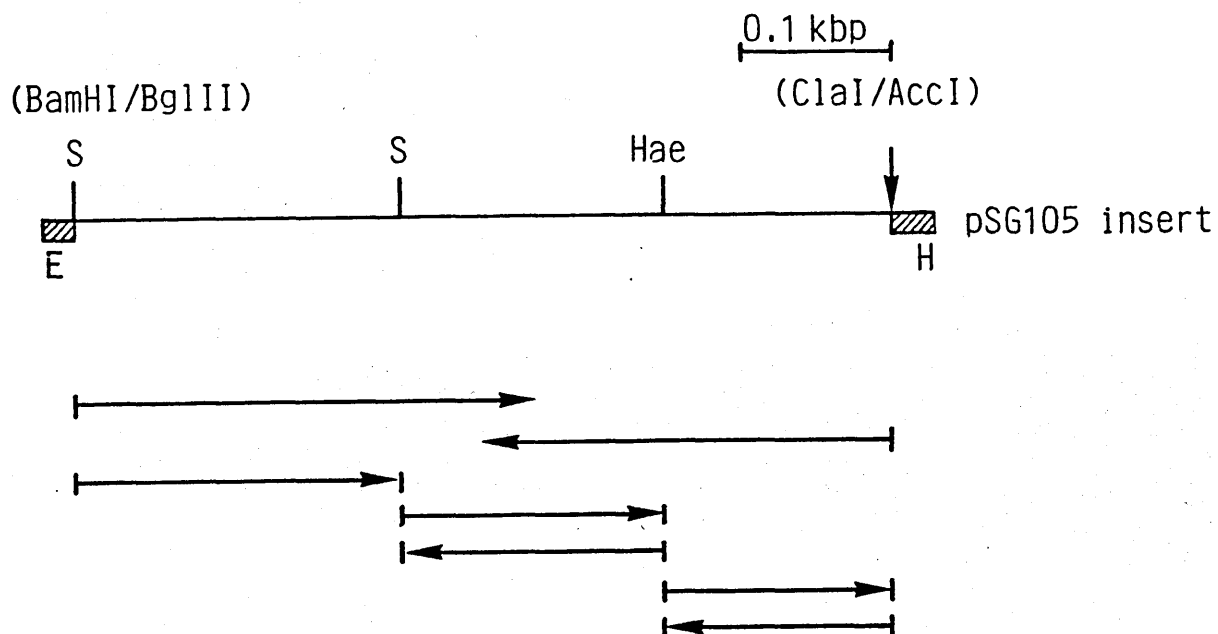 0.1 kbp
(BamHI/BglII) (ClaI/AccI)
S S Hae
pSG105 insert
E H